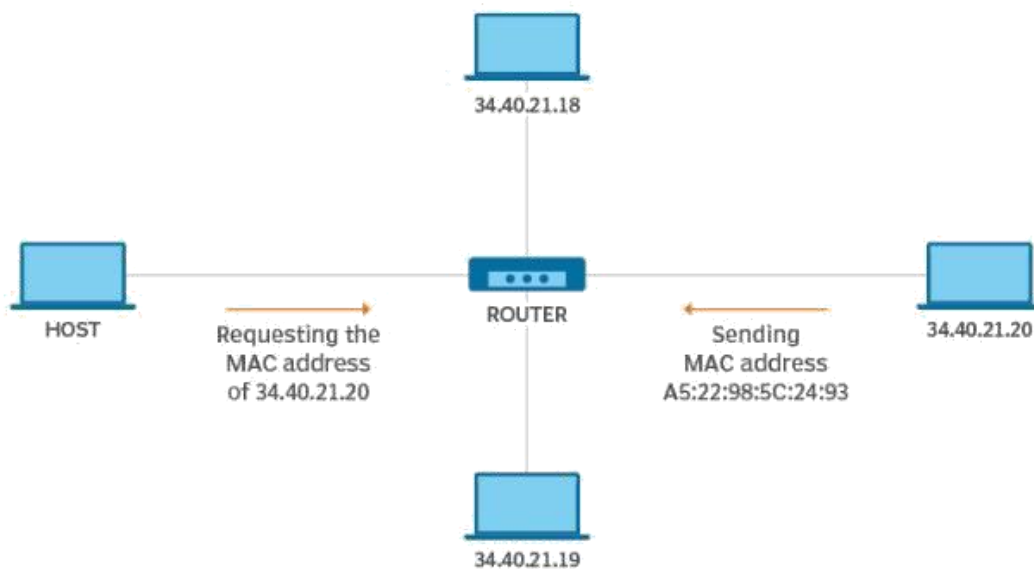 34.40.21.18
HOST
Requesting the
MAC address
of 34.40.21.20
ROUTER
Sending
MAC address
A5:22:98:5C:24:93
34.40.21.20
34.40.21.19